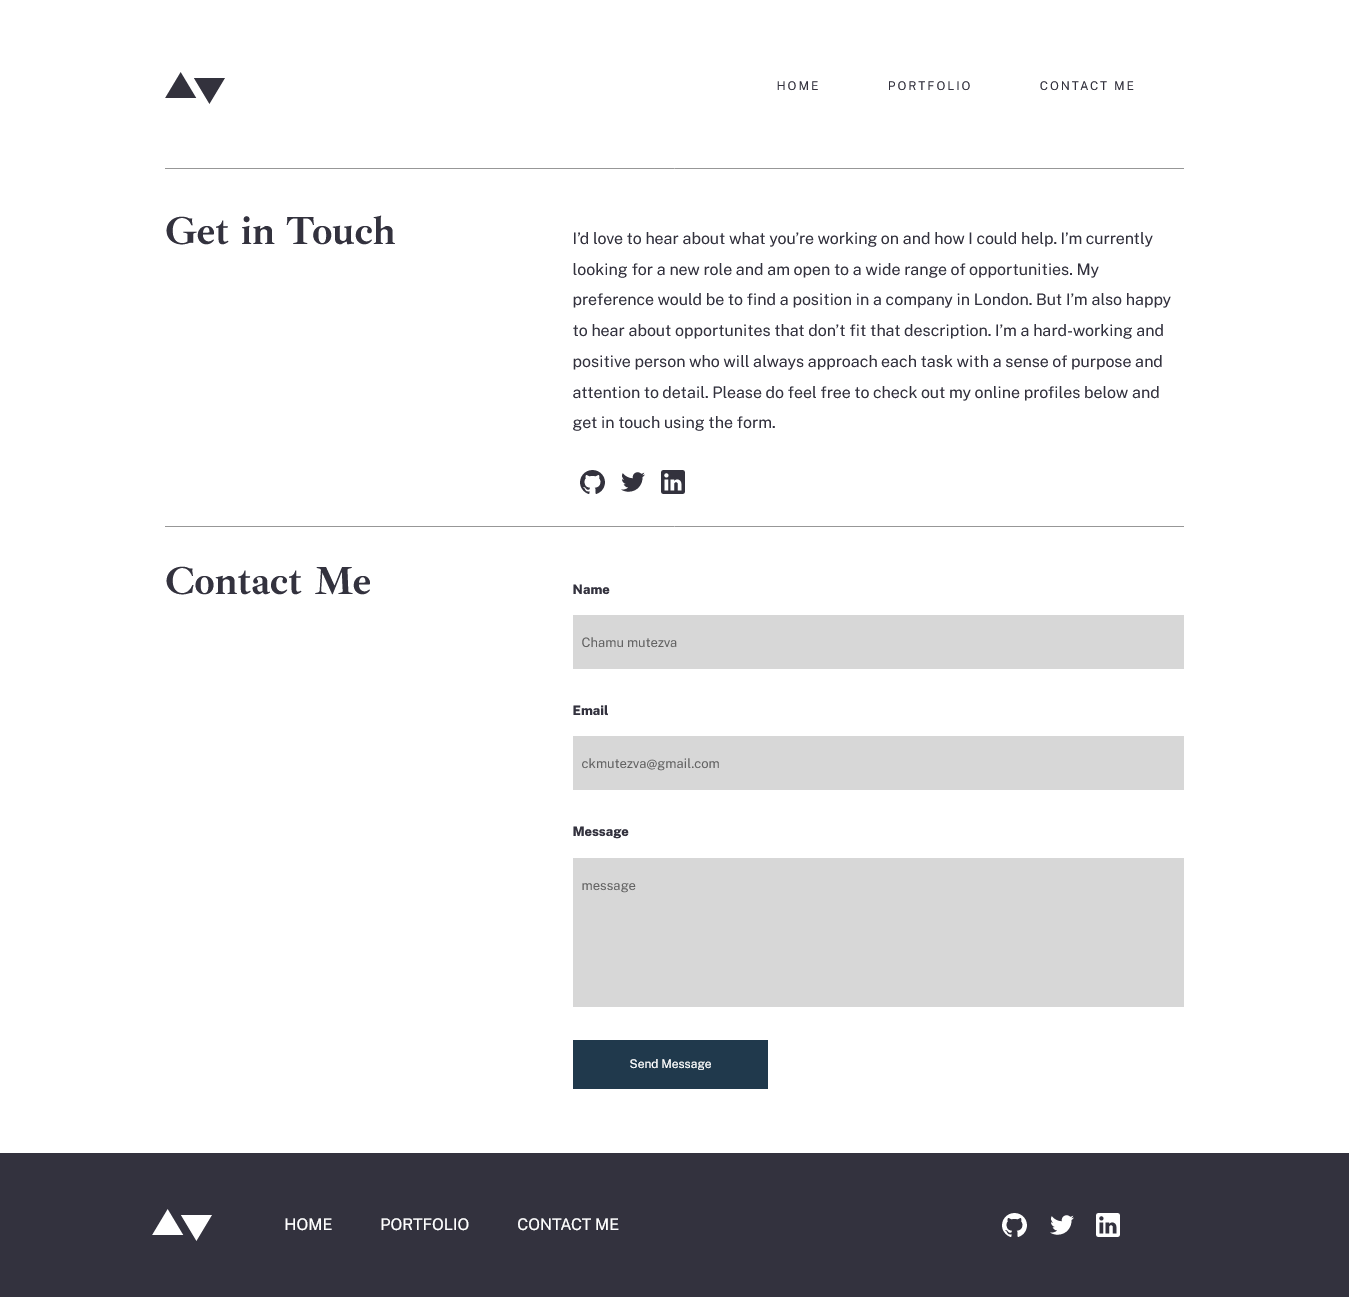 HOME
PORTFOLIO
CONTACT ME
Get in Touch
I’d love to hear about what you’re working on and how I could help. I’m currently
looking for a new role and am open to a wide range of opportunities. My
preference would be to find a position in a company in London. But I’m also happy
to hear about opportunites that don’t fit that description. I’m a hard-working and
positive person who will always approach each task with a sense of purpose and
attention to detail. Please do feel free to check out my online profiles below and
get in touch using the form.
in
Contact Me
Name
Chamu mutezva
Email
ckmutezva@gmail.com
Message
message
Send Message
HOME
PORTFOLIO
CONTACT ME
in